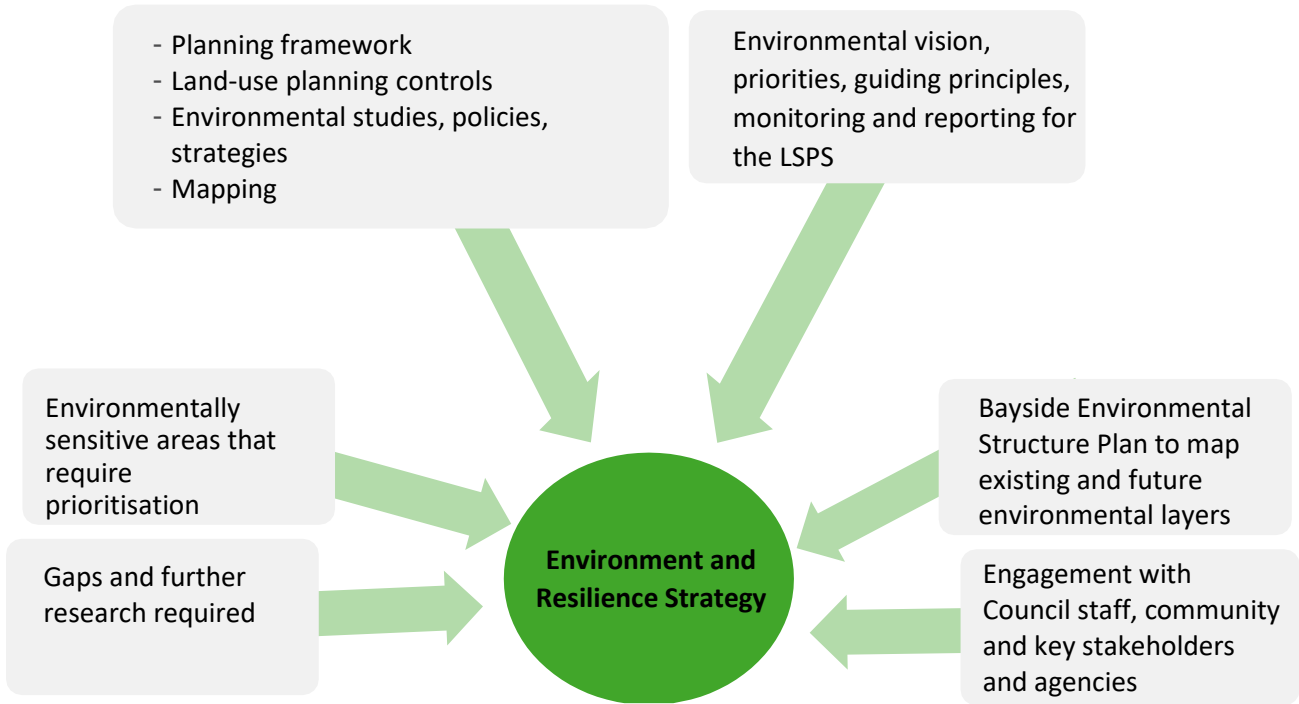 - Planning framework
- Land-use planning controls
- Environmental studies, policies,
strategies
- Mapping
Environmental vision,
priorities, guiding principles,
monitoring and reporting for
the LSPS
Environmentally
sensitive areas that
require
prioritisation
Bayside Environmental
Structure Plan to map
existing and future
environmental layers
Gaps and further
research required
Environment and
Resilience Strategy
Engagement with
Council staff, community
and key stakeholders
and agencies